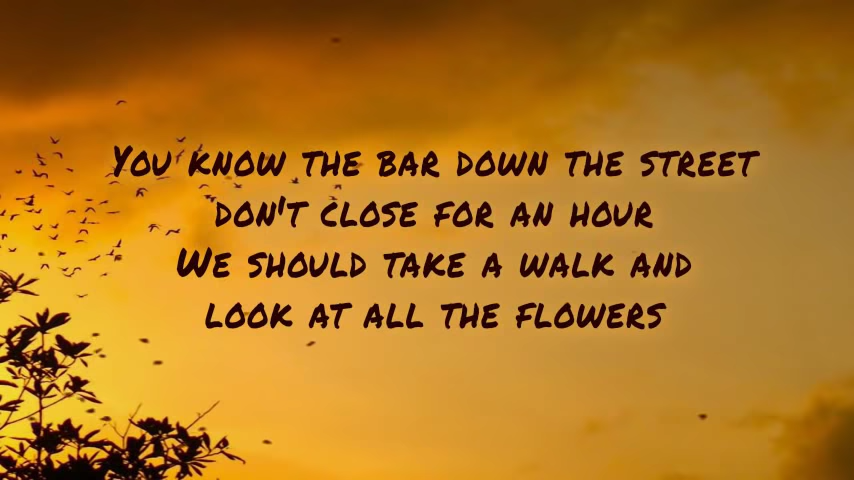 You know the bar down the street
don't close for an hour
We should take a walk and
look at all the flowers